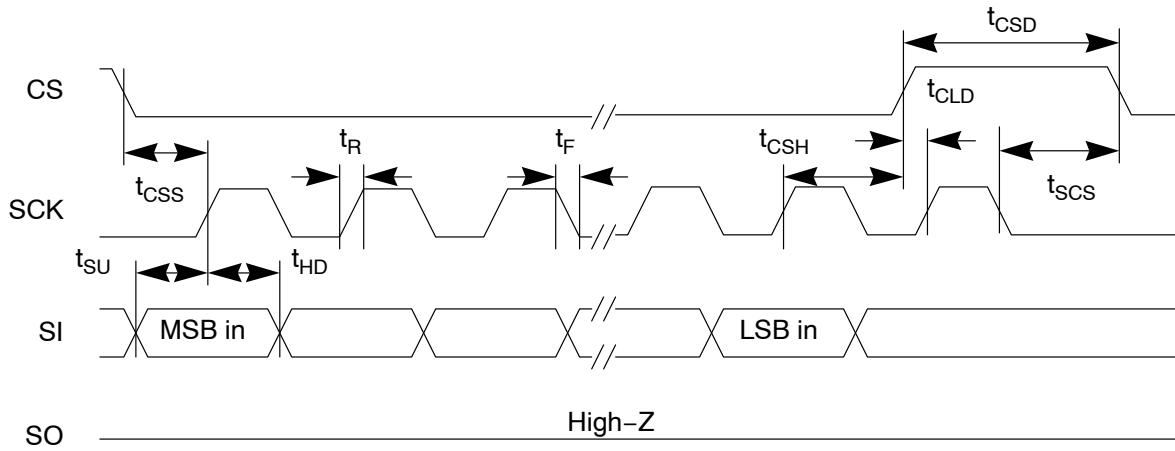 tCSD
CS
tCLD
tR
tF
tCSH
tCSS
tSCS
SCK
tSU
tHD
SI
MSB in
LSB in
High−Z
SO